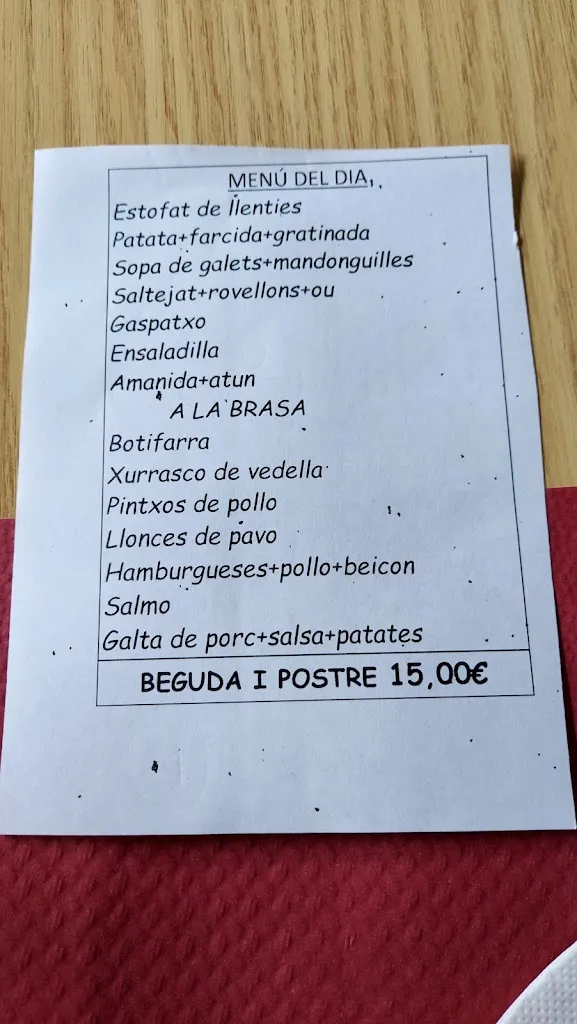 MENÚ DEL DIA
Estofat de llenties
Patata+farcida+gratinada
Sopa de galets+mandonguilles
Saltejat+rovellons+ou
Gaspatxo
Ensaladilla
Amanida+atun
A LA BRASA
Botifarra
Xurrasco de vedella
Pintxos de pollo
Llonces de pavo
Hamburgueses+pollo+beicon
Salmo
Galta de porc+salsa+patates
BEGUDA I POSTRE 15,00€